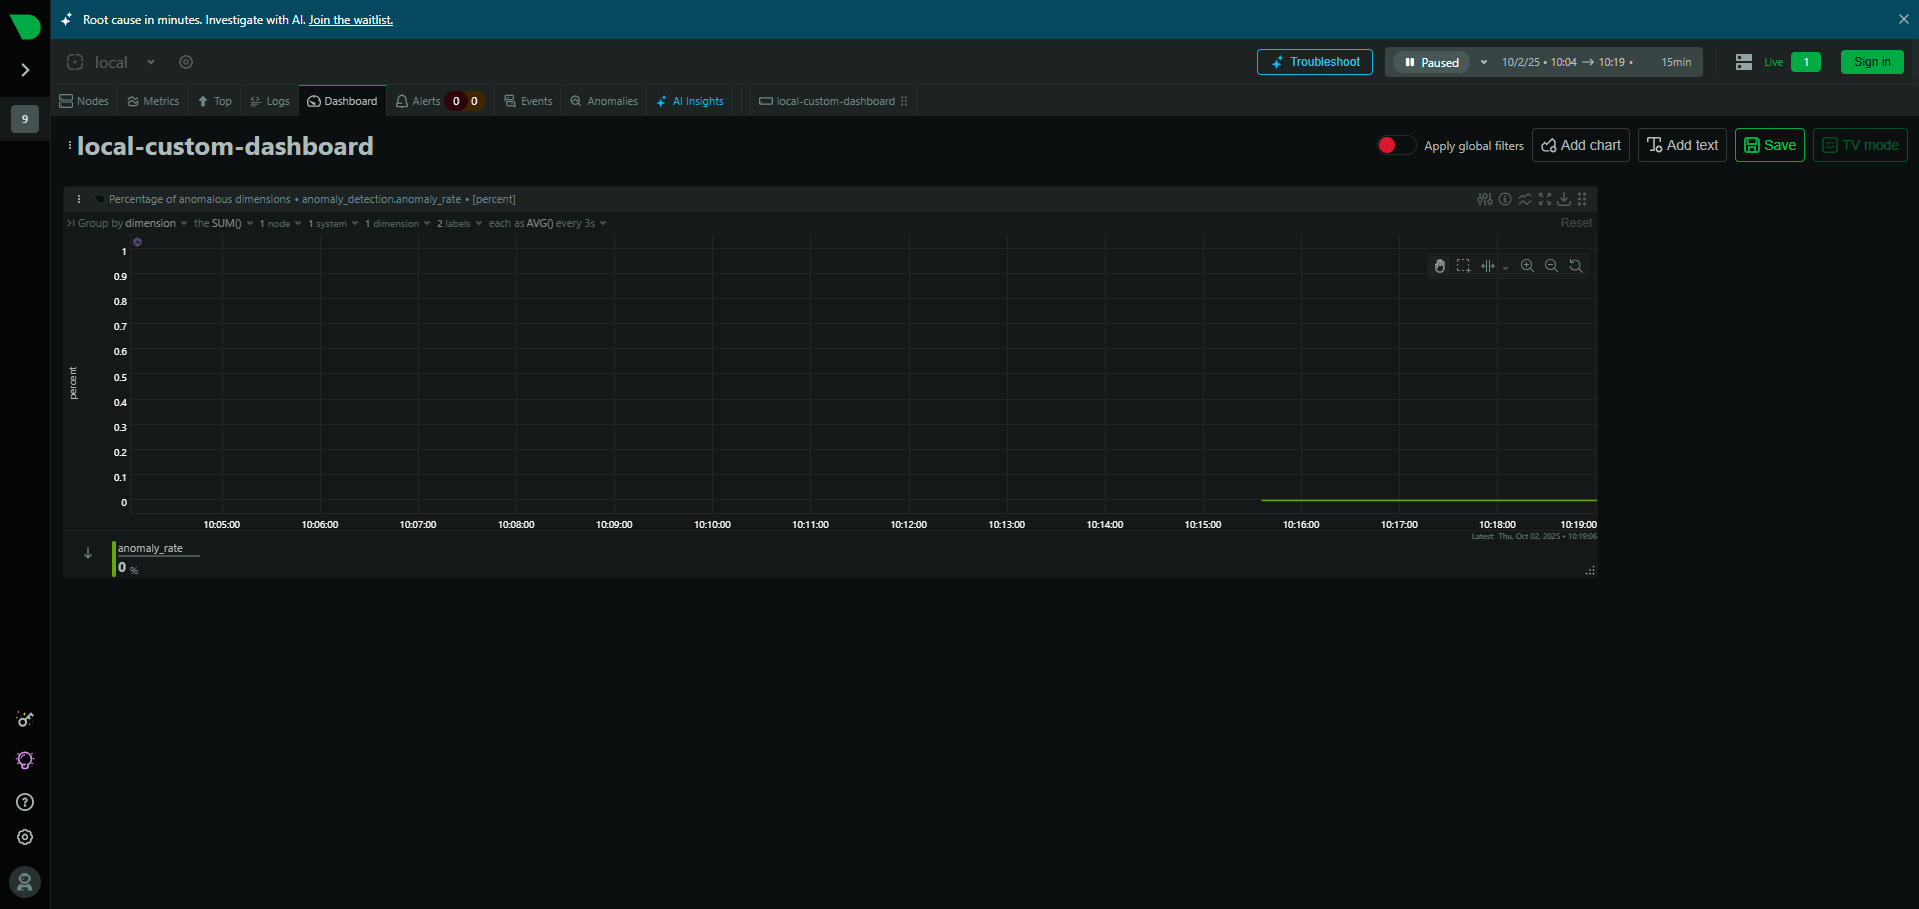 Root cause in minutes. Investigate with AI. Join the waitlist.
local
Troubleshoot
Paused
10/2/25 • 10:04 → 10:19 •
15min
Live
1
Sign in
9
Nodes
Metrics
Top
Logs
Dashboard
Alerts
0
0
Events
Anomalies
AI Insights
local-custom-dashboard
local-custom-dashboard
Apply global filters
Add chart
Add text
Save
TV mode
Percentage of anomalous dimensions • anomaly_detection.anomaly_rate • [percent]
Group by dimension the SUM() 1 node 1 system 1 dimension 2 labels each as AVG() every 3s
Reset
percent
1
0.9
0.8
0.7
0.6
0.5
0.4
0.3
0.2
0.1
0
10:05:00 10:06:00 10:07:00 10:08:00 10:09:00 10:10:00 10:11:00 10:12:00 10:13:00 10:14:00 10:15:00 10:16:00 10:17:00 10:18:00 10:19:00
Latest: Thu, Oct 02, 2025 • 10:19:06
anomaly_rate
0 %